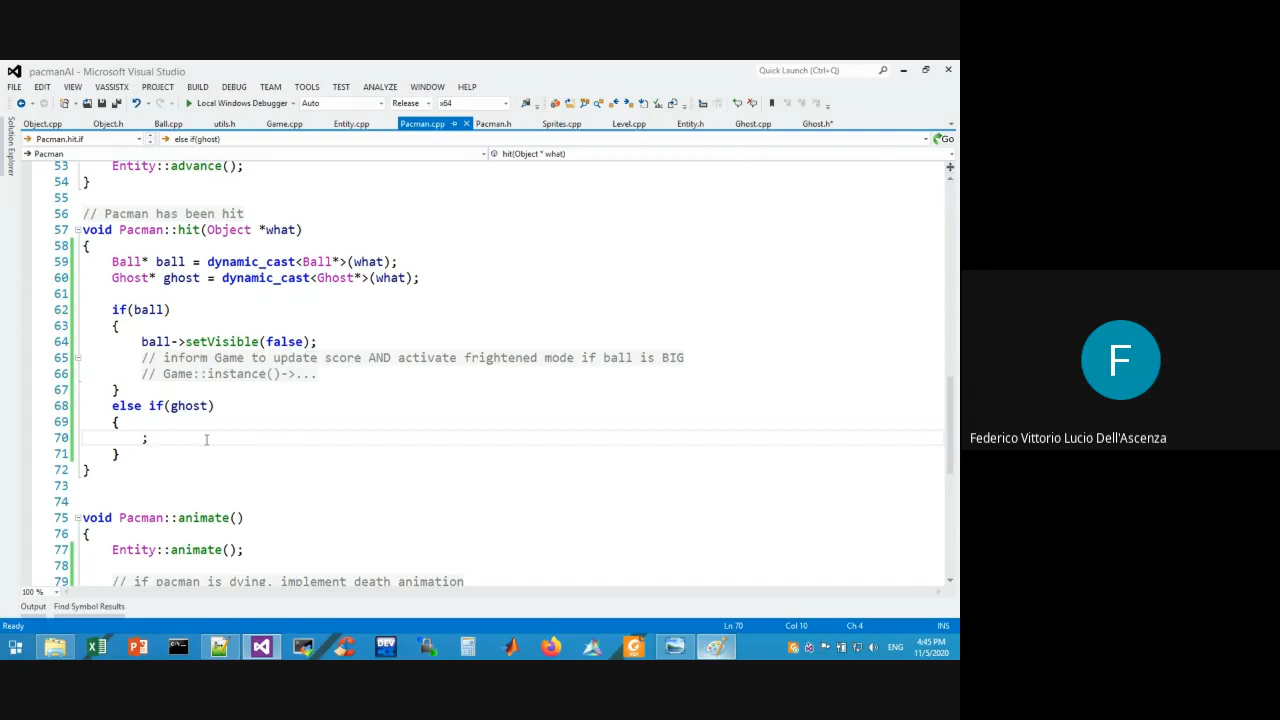 pacmanAI - Microsoft Visual Studio
Quick Launch (Ctrl+Q)
FILE EDIT VIEW VASSISTX PROJECT BUILD DEBUG TEAM TOOLS TEST ANALYZE WINDOW HELP
Local Windows Debugger Auto Release x64
Object.cpp Object.h Ball.cpp utils.h Game.cpp Entity.cpp Pacman.cpp Pacman.h Sprites.cpp Level.cpp Entity.h Ghost.cpp Ghost.h*
Pacman.hit.if else if(ghost) Go
Pacman hit(Object * what)
Solution Explorer
53 Entity::advance();
54 }
55
56 // Pacman has been hit
57 void Pacman::hit(Object *what)
58 {
59 Ball* ball = dynamic_cast<Ball*>(what);
60 Ghost* ghost = dynamic_cast<Ghost*>(what);
61
62 if(ball)
63 {
64 ball->setVisible(false);
65 // inform Game to update score AND activate frightened mode if ball is BIG
66 // Game::instance()->...
67 }
68 else if(ghost)
69 {
70 ;
71 }
72 }
73
74
75 void Pacman::animate()
76 {
77 Entity::animate();
78
79 // if pacman is dying, implement death animation
100 %
Output Find Symbol Results
Ready Ln 70 Col 10 Ch 4 INS
DEV
ENG
4:45 PM
11/5/2020
F
Federico Vittorio Lucio Dell'Ascenza